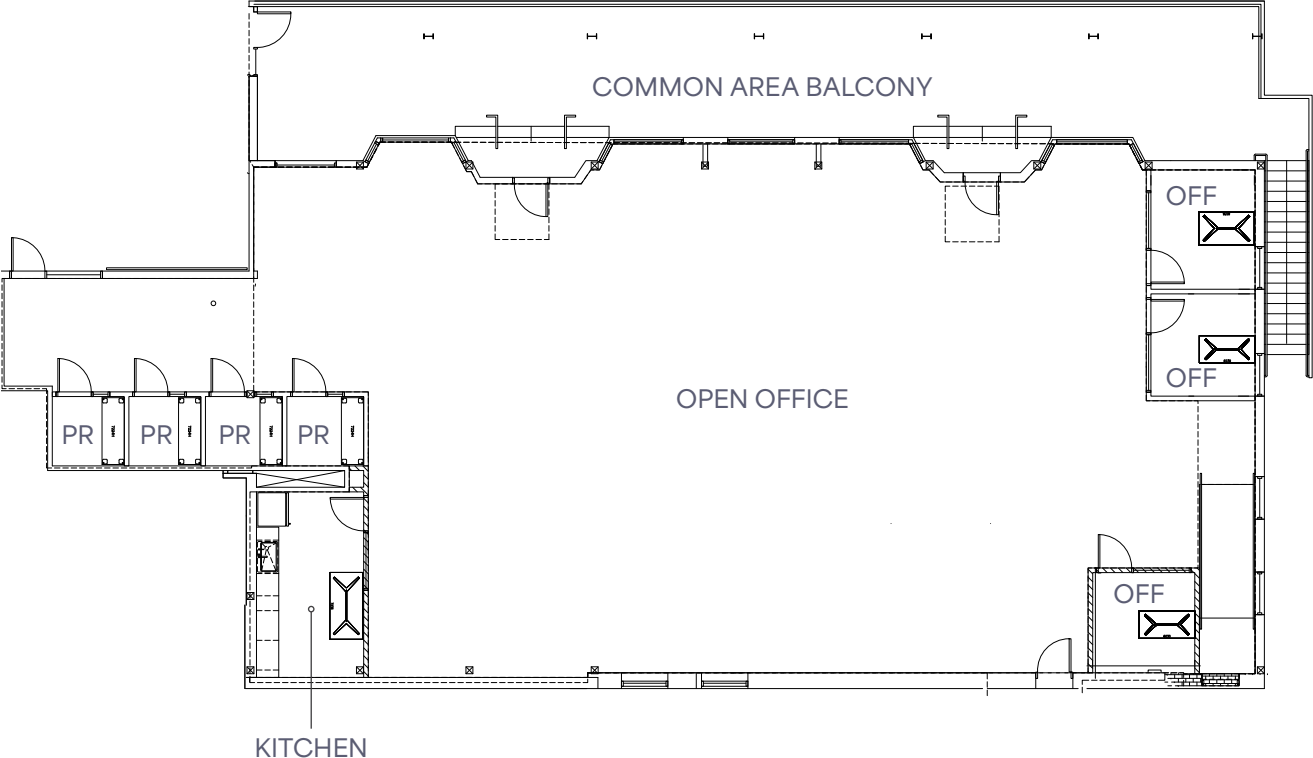 COMMON AREA BALCONY
OFF
OPEN OFFICE
OFF
PR PR PR PR
OFF
KITCHEN